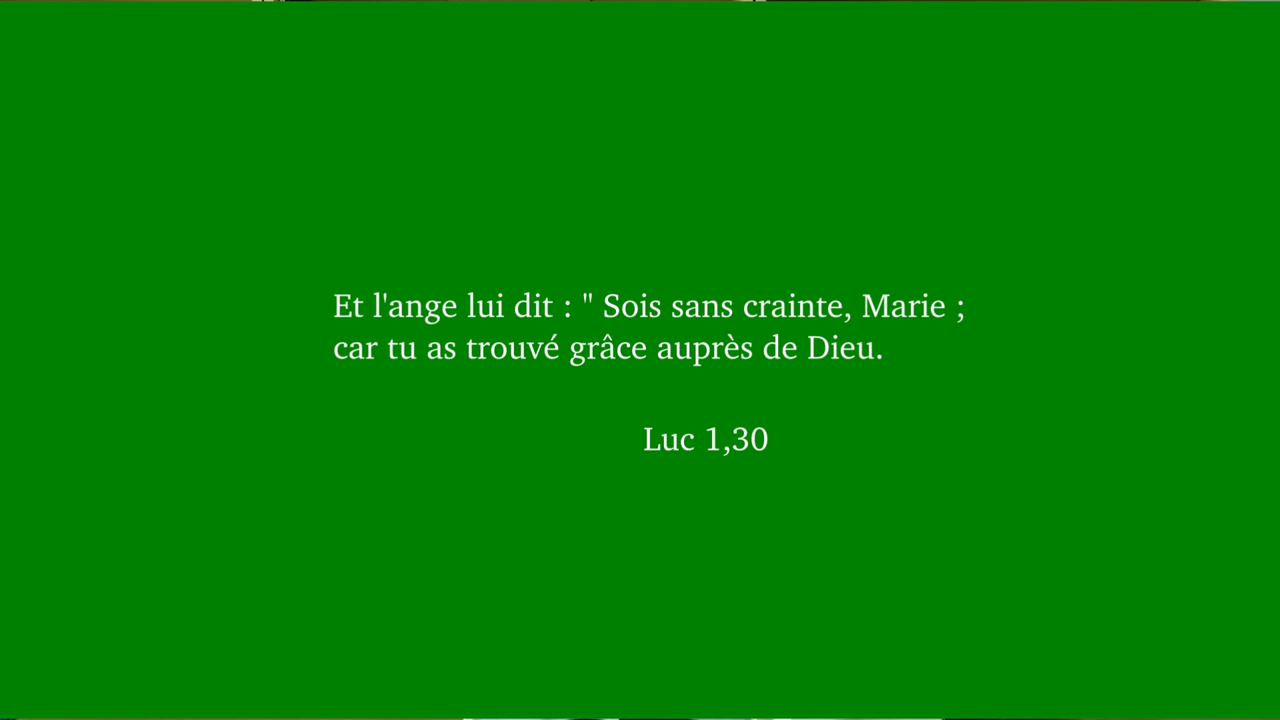 Et l'ange lui dit : " Sois sans crainte, Marie ;
car tu as trouvé grâce auprès de Dieu.
Luc 1,30